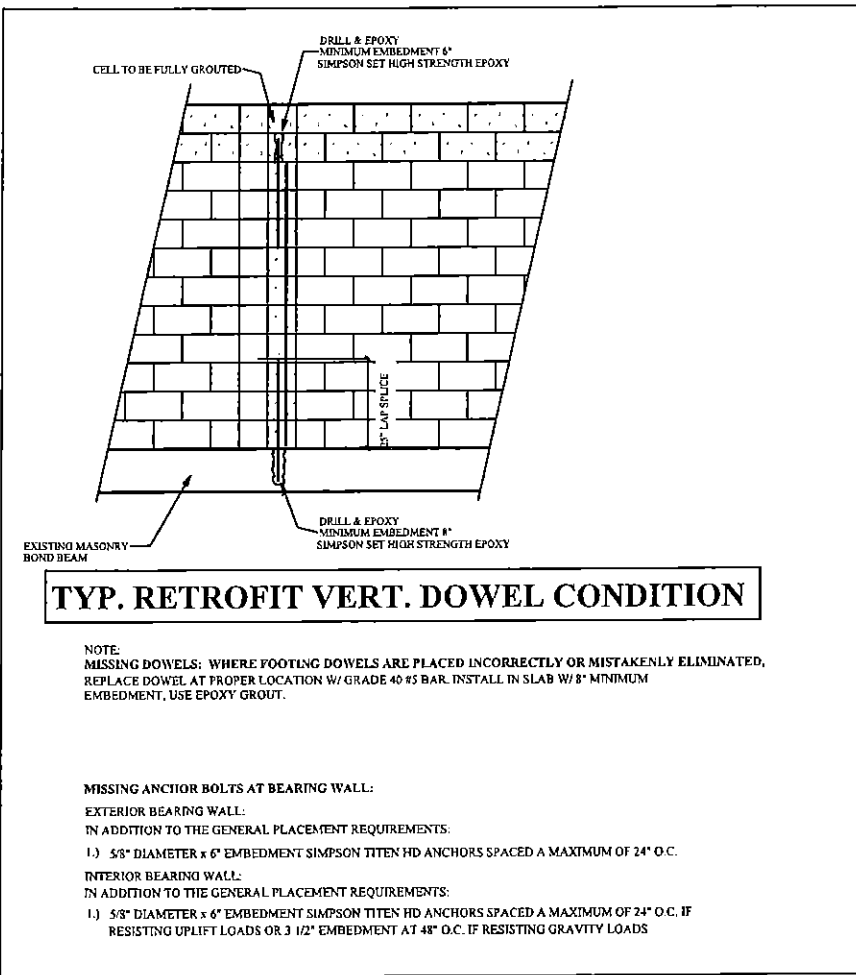 DRILL & EPOXY
MINIMUM EMBEDMENT 6"
SIMPSON SET HIGH STRENGTH EPOXY
CELL TO BE FULLY GROUTED
25" LAP SPLICE
DRILL & EPOXY
MINIMUM EMBEDMENT 8"
SIMPSON SET HIGH STRENGTH EPOXY
EXISTING MASONRY
BOND BEAM
TYP. RETROFIT VERT. DOWEL CONDITION
NOTE:
MISSING DOWELS: WHERE FOOTING DOWELS ARE PLACED INCORRECTLY OR MISTAKENLY ELIMINATED,
REPLACE DOWEL AT PROPER LOCATION W/ GRADE 40 #5 BAR. INSTALL IN SLAB W/ 8" MINIMUM
EMBEDMENT, USE EPOXY GROUT.
MISSING ANCHOR BOLTS AT BEARING WALL:
EXTERIOR BEARING WALL:
IN ADDITION TO THE GENERAL PLACEMENT REQUIREMENTS:
1.) 5/8" DIAMETER x 6" EMBEDMENT SIMPSON TITEN HD ANCHORS SPACED A MAXIMUM OF 24" O.C.
INTERIOR BEARING WALL:
IN ADDITION TO THE GENERAL PLACEMENT REQUIREMENTS:
1.) 5/8" DIAMETER x 6" EMBEDMENT SIMPSON TITEN HD ANCHORS SPACED A MAXIMUM OF 24" O.C. IF
RESISTING UPLIFT LOADS OR 3 1/2" EMBEDMENT AT 48" O.C. IF RESISTING GRAVITY LOADS